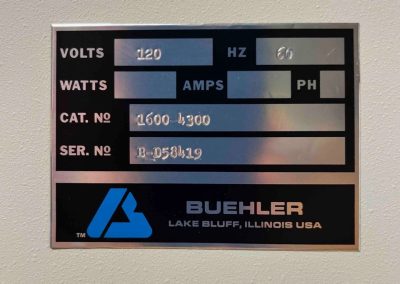 VOLTS 120 HZ 60
WATTS AMPS PH
CAT. Nº 1600-4300
SER. Nº B-D58419
TM BUEHLER
LAKE BLUFF, ILLINOIS USA